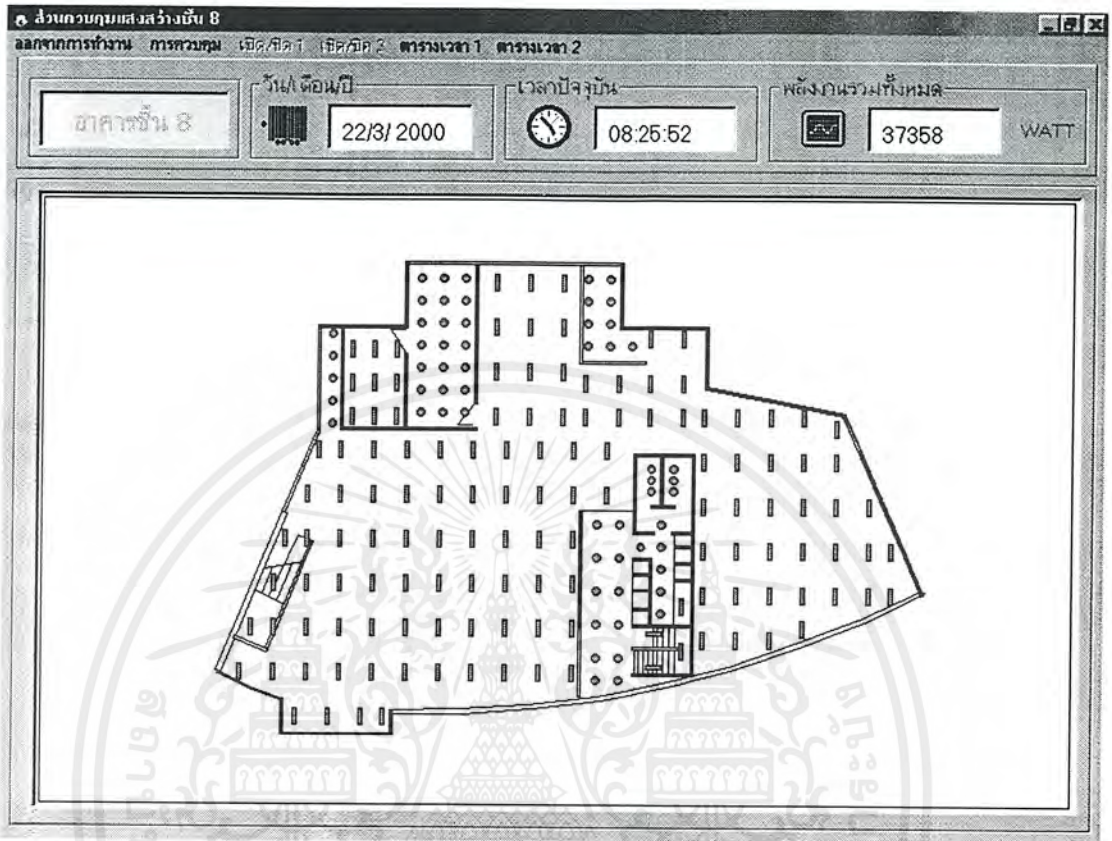 ส่วนควบคุมแสงสว่างชั้น 8
ออกจากการทำงาน การควบคุม เปิด/ปิด 1 เปิด/ปิด 2 ตารางเวลา 1 ตารางเวลา 2
อาคารชั้น 8
วัน/เดือน/ปี
22/3/ 2000
เวลาปัจจุบัน
08:25:52
พลังงานรวมทั้งหมด
37358 WATT